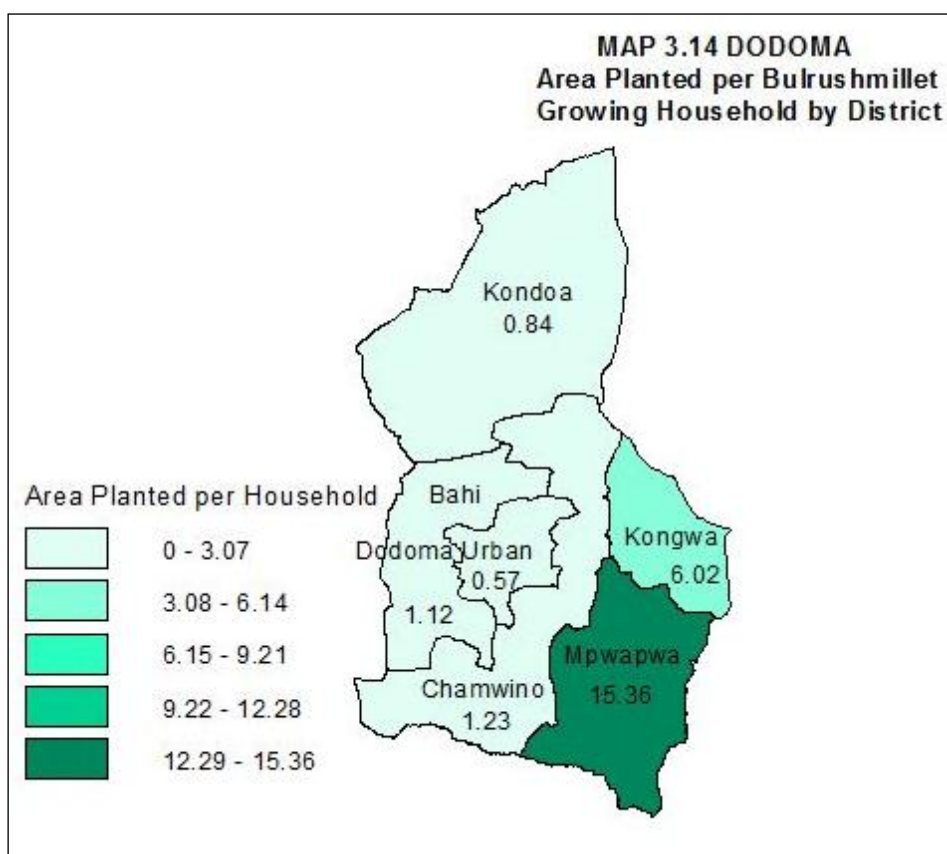 MAP 3.14 DODOMA
Area Planted per Bulrushmillet
Growing Household by District
Kondoa
0.84
Area Planted per Household
0 - 3.07
3.08 - 6.14
6.15 - 9.21
9.22 - 12.28
12.29 - 15.36
Bahi
1.12
Dodoma Urban
0.57
Kongwa
6.02
Mpwapwa
15.36
Chamwino
1.23